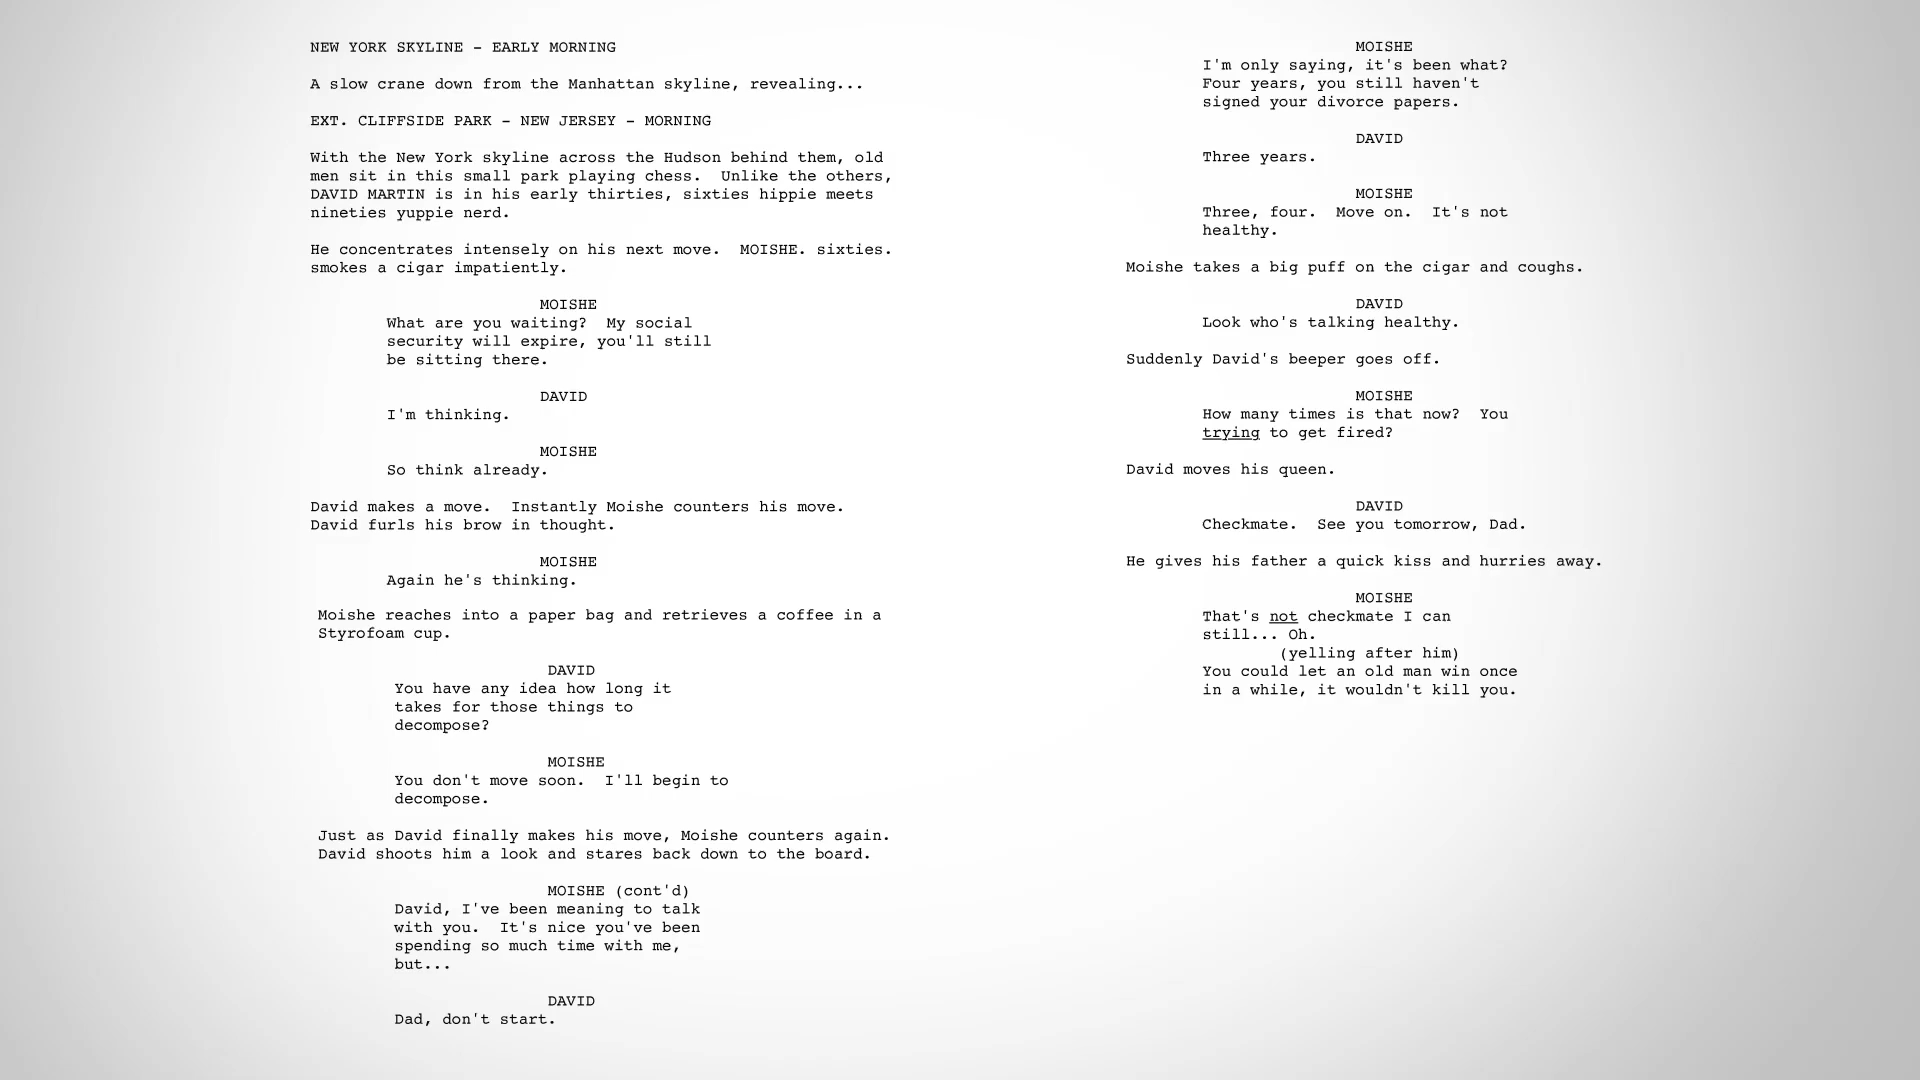 NEW YORK SKYLINE - EARLY MORNING
A slow crane down from the Manhattan skyline, revealing...
EXT. CLIFFSIDE PARK - NEW JERSEY - MORNING
With the New York skyline across the Hudson behind them, old
men sit in this small park playing chess.  Unlike the others,
DAVID MARTIN is in his early thirties, sixties hippie meets
nineties yuppie nerd.
He concentrates intensely on his next move.  MOISHE. sixties.
smokes a cigar impatiently.
MOISHE
What are you waiting?  My social
security will expire, you'll still
be sitting there.
DAVID
I'm thinking.
MOISHE
So think already.
David makes a move.  Instantly Moishe counters his move.
David furls his brow in thought.
MOISHE
Again he's thinking.
Moishe reaches into a paper bag and retrieves a coffee in a
Styrofoam cup.
DAVID
You have any idea how long it
takes for those things to
decompose?
MOISHE
You don't move soon.  I'll begin to
decompose.
Just as David finally makes his move, Moishe counters again.
David shoots him a look and stares back down to the board.
MOISHE (cont'd)
David, I've been meaning to talk
with you.  It's nice you've been
spending so much time with me,
but...
DAVID
Dad, don't start.
MOISHE
I'm only saying, it's been what?
Four years, you still haven't
signed your divorce papers.
DAVID
Three years.
MOISHE
Three, four.  Move on.  It's not
healthy.
Moishe takes a big puff on the cigar and coughs.
DAVID
Look who's talking healthy.
Suddenly David's beeper goes off.
MOISHE
How many times is that now?  You
trying to get fired?
David moves his queen.
DAVID
Checkmate.  See you tomorrow, Dad.
He gives his father a quick kiss and hurries away.
MOISHE
That's not checkmate I can
still... Oh.
(yelling after him)
You could let an old man win once
in a while, it wouldn't kill you.